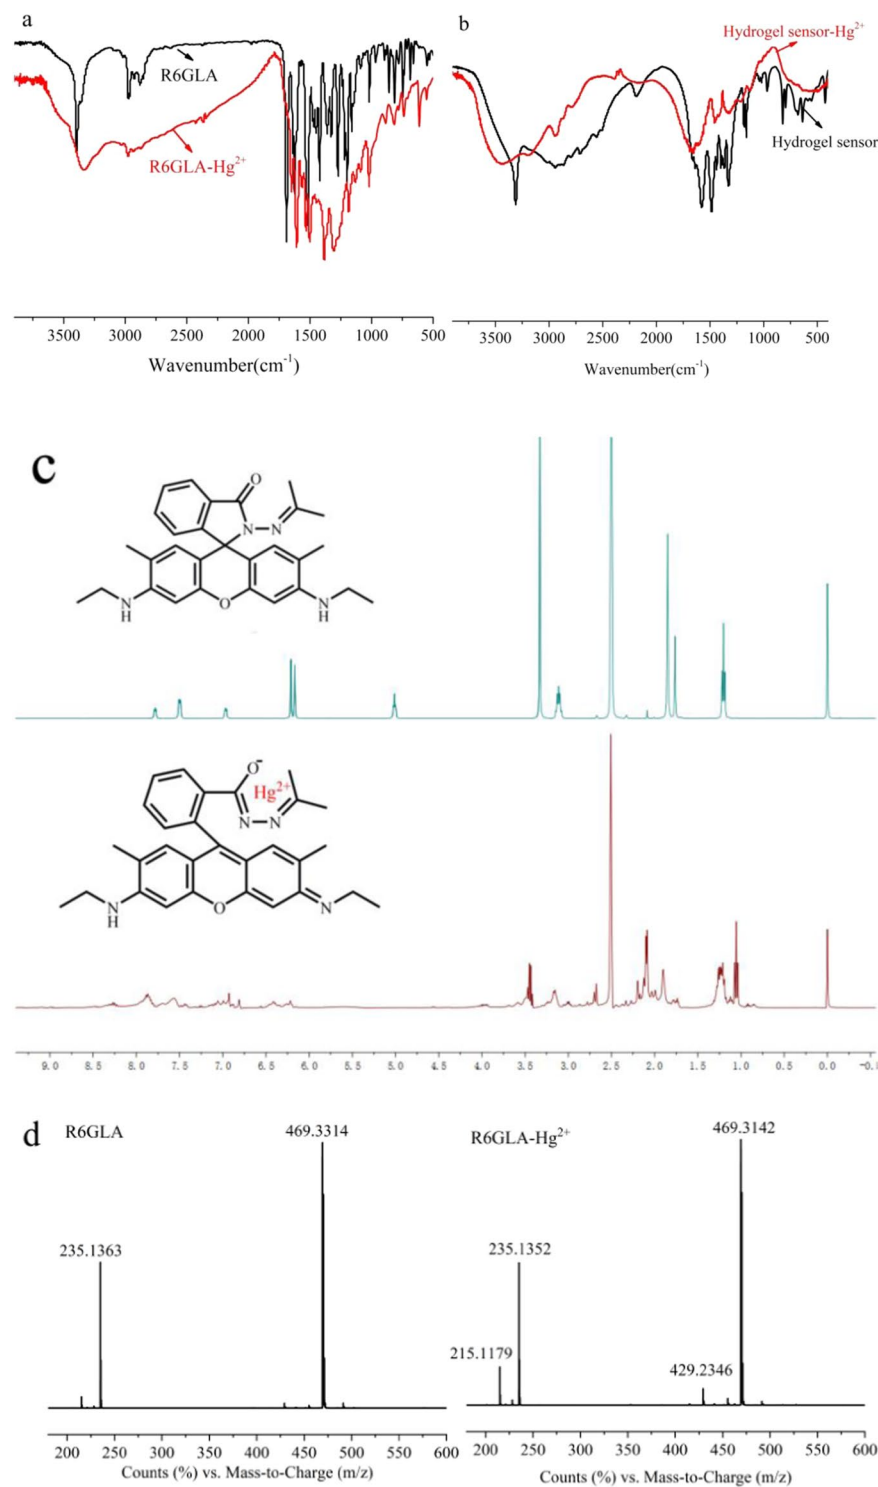 a
R6GLA
R6GLA-Hg²⁺
3500 3000 2500 2000 1500 1000 500
Wavenumber(cm⁻¹)
b
Hydrogel sensor-Hg²⁺
Hydrogel sensor
3500 3000 2500 2000 1500 1000 500
Wavenumber(cm⁻¹)
c
O
N N
N O N
H H
O⁻
Hg²⁺
N N
N O N
H
9.0 8.5 8.0 7.5 7.0 6.5 6.0 5.5 5.0 4.5 4.0 3.5 3.0 2.5 2.0 1.5 1.0 0.5 0.0
d
R6GLA
469.3314
235.1363
200 250 300 350 400 450 500 550 600
Counts (%) vs. Mass-to-Charge (m/z)
R6GLA-Hg²⁺
469.3142
235.1352
215.1179
429.2346
200 250 300 350 400 450 500 550 600
Counts (%) vs. Mass-to-Charge (m/z)